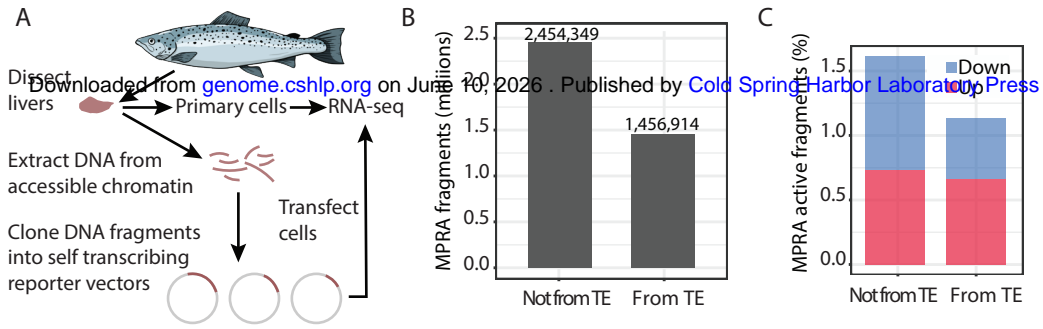 A
Dissect
livers
Primary cells
RNA-seq
Extract DNA from
accessible chromatin
Transfect
cells
Clone DNA fragments
into self transcribing
reporter vectors
Downloaded from genome.cshlp.org on June 10, 2026 . Published by Cold Spring Harbor Laboratory Press
B
MPRA fragments (millions)
2.5
2.0
1.5
1.0
0.5
0.0
2,454,349
1,456,914
Not from TE
From TE
C
MPRA active fragments (%)
1.5
1.0
0.5
0.0
Down
Up
Not from TE
From TE